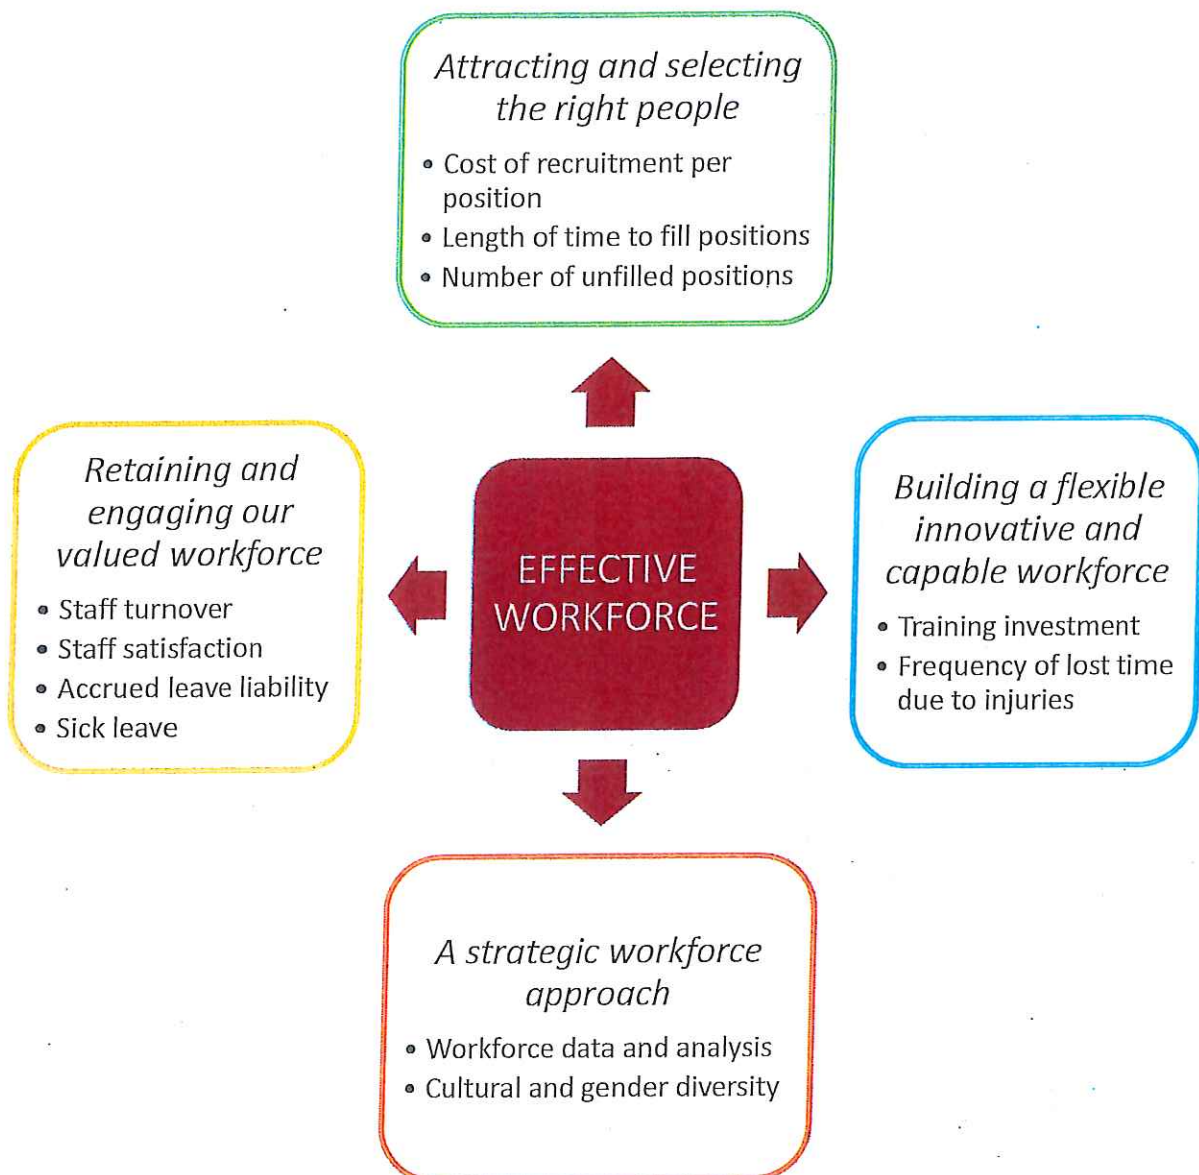 Attracting and selecting
the right people
• Cost of recruitment per
position
• Length of time to fill positions
• Number of unfilled positions
Retaining and
engaging our
valued workforce
• Staff turnover
• Staff satisfaction
• Accrued leave liability
• Sick leave
EFFECTIVE
WORKFORCE
Building a flexible
innovative and
capable workforce
• Training investment
• Frequency of lost time
due to injuries
A strategic workforce
approach
• Workforce data and analysis
• Cultural and gender diversity